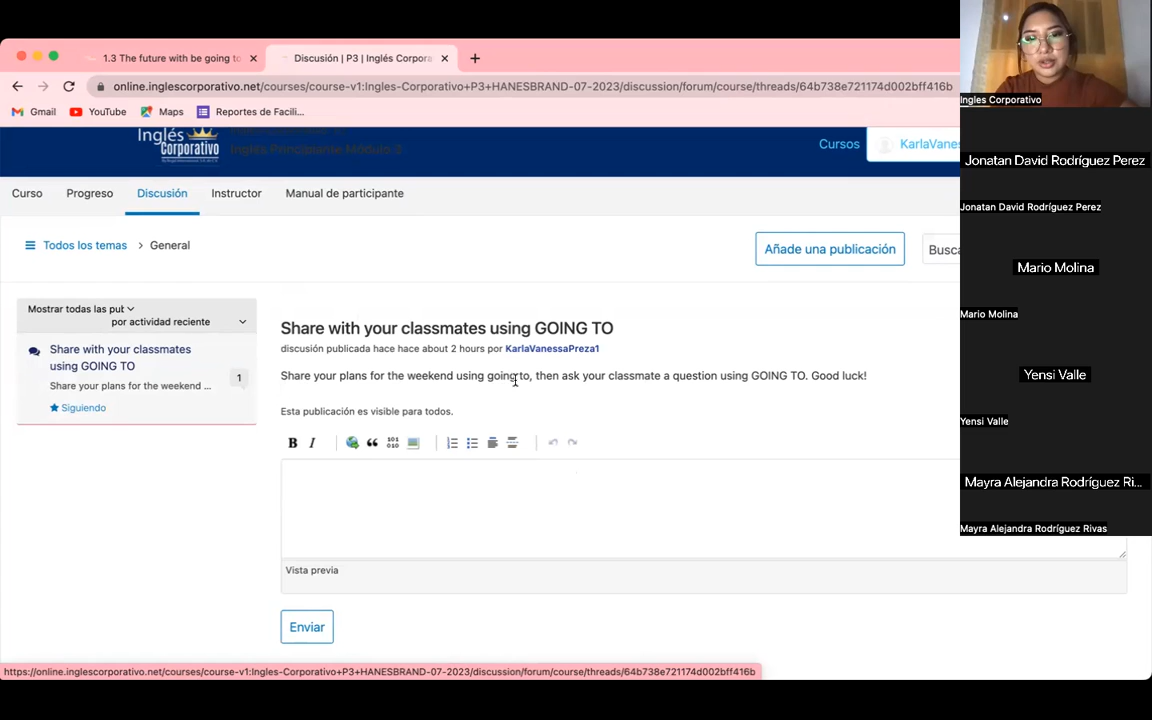 1.3 The future with be going to
Discusión | P3 | Inglés Corpora
online.inglescorporativo.net/courses/course-v1:Ingles-Corporativo+P3+HANESBRAND-07-2023/discussion/forum/course/threads/64b738e721174d002bff416b
Gmail
YouTube
Maps
Reportes de Facili...
Inglés
Corporativo
Inglés Principiante Módulo 3
Cursos
KarlaVanes
Curso
Progreso
Discusión
Instructor
Manual de participante
Todos los temas > General
Añade una publicación
Busca
Mostrar todas las put
por actividad reciente
Share with your classmates
using GOING TO
1
Share your plans for the weekend ...
Siguiendo
Share with your classmates using GOING TO
discusión publicada hace hace about 2 hours por KarlaVanessaPreza1
Share your plans for the weekend using going to, then ask your classmate a question using GOING TO. Good luck!
Esta publicación es visible para todos.
B I
Vista previa
Enviar
https://online.inglescorporativo.net/courses/course-v1:Ingles-Corporativo+P3+HANESBRAND-07-2023/discussion/forum/course/threads/64b738e721174d002bff416b
Ingles Corporativo
Jonatan David Rodríguez Perez
Jonatan David Rodríguez Perez
Mario Molina
Mario Molina
Yensi Valle
Yensi Valle
Mayra Alejandra Rodríguez Ri...
Mayra Alejandra Rodríguez Rivas